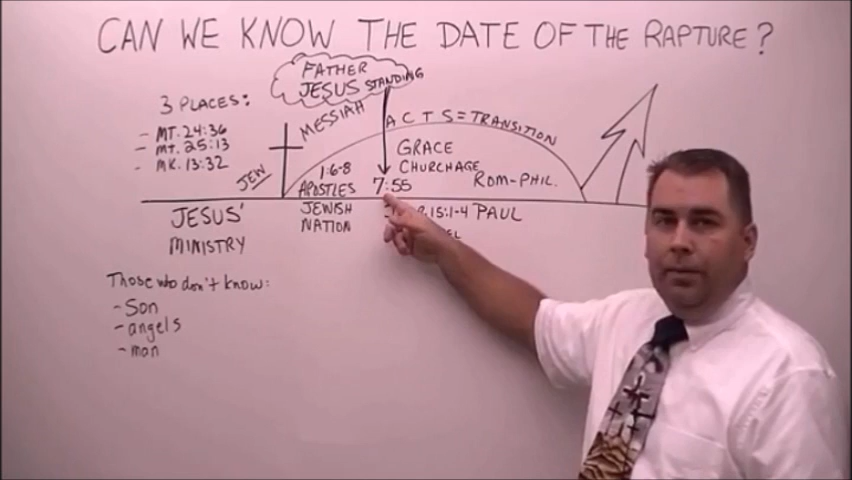 CAN WE KNOW THE DATE OF THE RAPTURE?
FATHER
JESUS STANDING
3 PLACES:
- MT. 24:36
- MT. 25:13
- MK. 13:32
JEW
MESSIAH
ACTS = TRANSITION
GRACE
CHURCHAGE
1:6-8
APOSTLES
7:55
ROM-PHIL.
JESUS'
MINISTRY
JEWISH
NATION
15:1-4 PAUL
Those who don't know:
- Son
- angels
- man